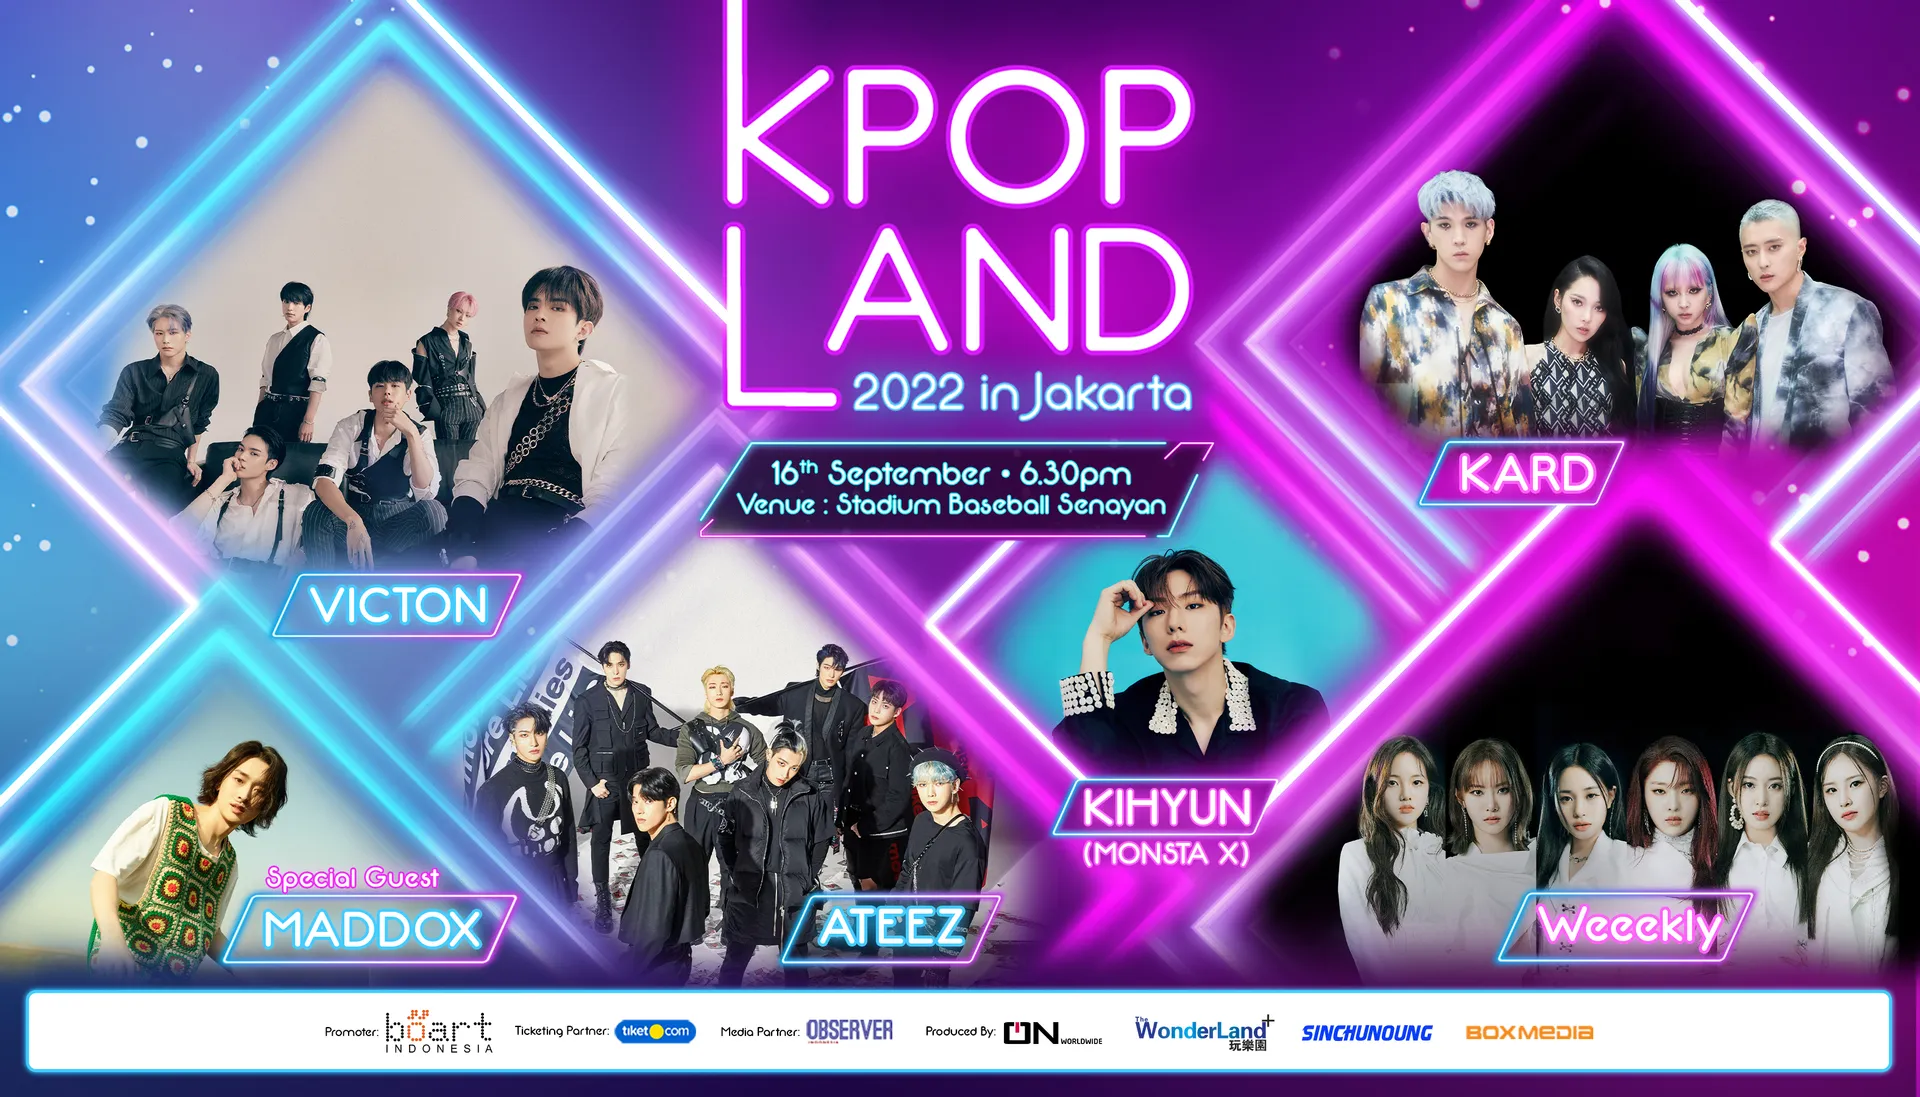 KPOP
LAND
2022 in Jakarta
16th September • 6.30pm
Venue : Stadium Baseball Senayan
KARD
VICTON
KIHYUN
(MONSTA X)
Special Guest
MADDOX
ATEEZ
Weeekly
Promoter: böart INDONESIA
Ticketing Partner: tiket.com
Media Partner: OBSERVER
Produced By: ON WORLDWIDE
The WonderLand+ 玩樂園
SINCHUNOUNG
BOXMEDIA